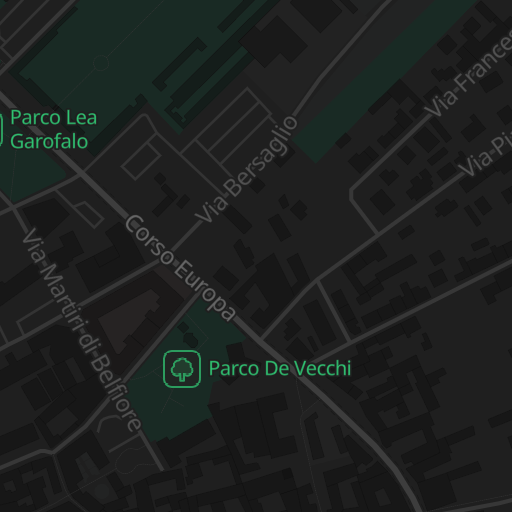 Parco Lea
Garofalo
Via Bersaglio
Corso Europa
Via Martiri di Belfiore
Parco De Vecchi